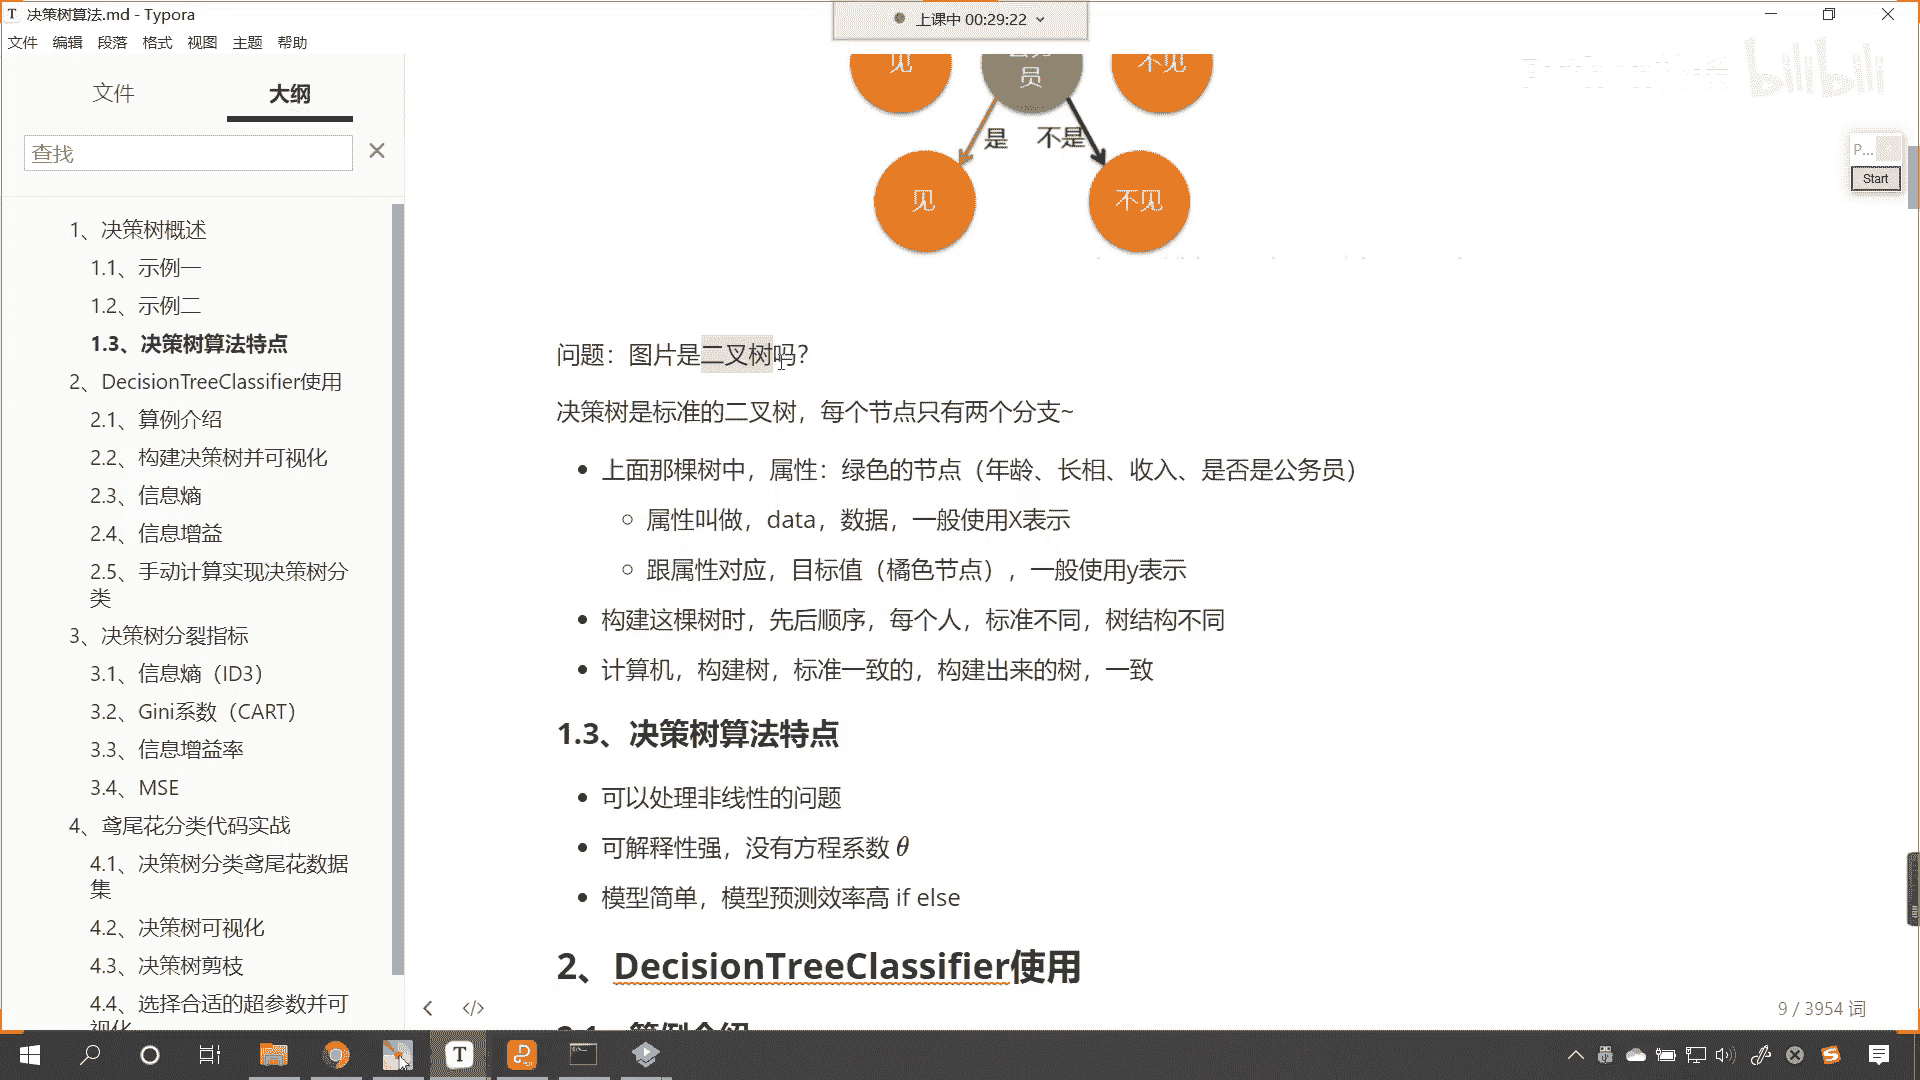 决策树算法.md - Typora
上课中 00:29:22
文件 编辑 段落 格式 视图 主题 帮助
文件 大纲
查找
1、决策树概述
1.1、示例一
1.2、示例二
1.3、决策树算法特点
2、DecisionTreeClassifier使用
2.1、算例介绍
2.2、构建决策树并可视化
2.3、信息熵
2.4、信息增益
2.5、手动计算实现决策树分
类
3、决策树分裂指标
3.1、信息熵（ID3）
3.2、Gini系数（CART）
3.3、信息增益率
3.4、MSE
4、鸢尾花分类代码实战
4.1、决策树分类鸢尾花数据
集
4.2、决策树可视化
4.3、决策树剪枝
4.4、选择合适的超参数并可
视化
见
员
不见
是 不是
见 不见
bilibili
P...
Start
问题：图片是二叉树吗？
决策树是标准的二叉树，每个节点只有两个分支~
上面那棵树中，属性：绿色的节点（年龄、长相、收入、是否是公务员）
属性叫做，data，数据，一般使用X表示
跟属性对应，目标值（橘色节点），一般使用y表示
构建这棵树时，先后顺序，每个人，标准不同，树结构不同
计算机，构建树，标准一致的，构建出来的树，一致
1.3、决策树算法特点
可以处理非线性的问题
可解释性强，没有方程系数 θ
模型简单，模型预测效率高 if else
2、DecisionTreeClassifier使用
2.1、算例介绍
9 / 3954 词